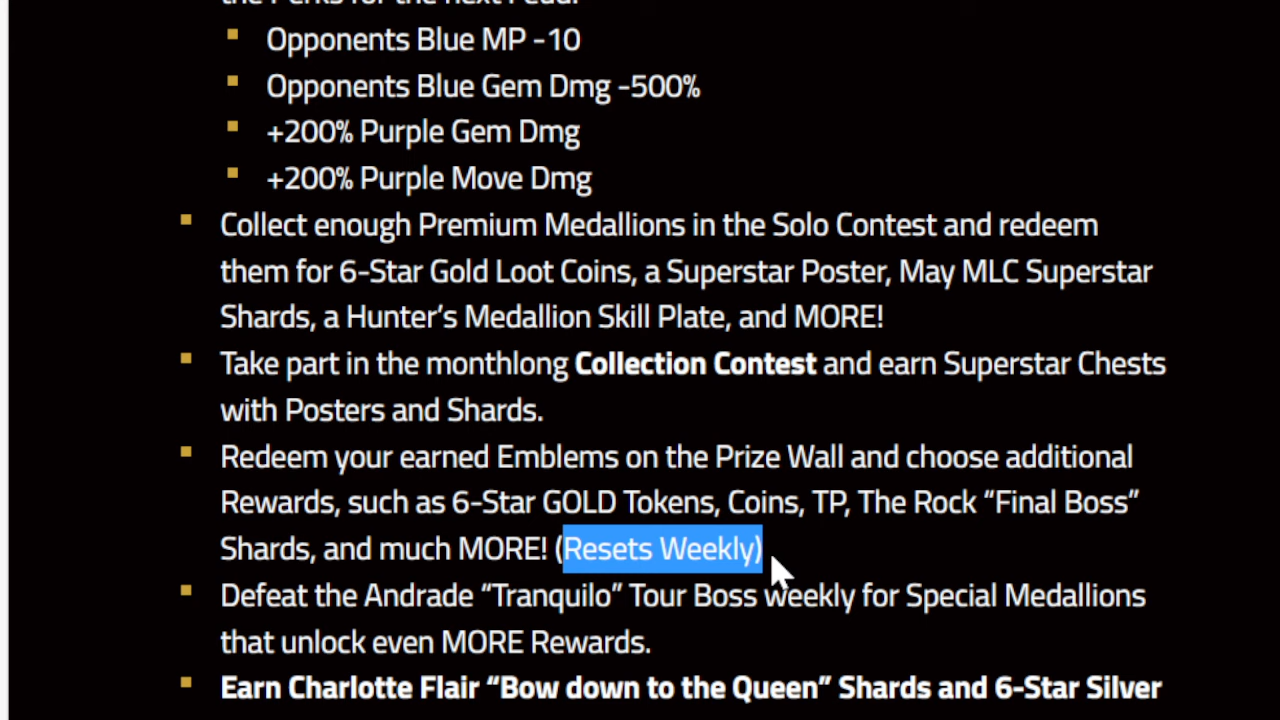 the Perks for the next Feud.
Opponents Blue MP -10
Opponents Blue Gem Dmg -500%
+200% Purple Gem Dmg
+200% Purple Move Dmg
Collect enough Premium Medallions in the Solo Contest and redeem
them for 6-Star Gold Loot Coins, a Superstar Poster, May MLC Superstar
Shards, a Hunter’s Medallion Skill Plate, and MORE!
Take part in the monthlong Collection Contest and earn Superstar Chests
with Posters and Shards.
Redeem your earned Emblems on the Prize Wall and choose additional
Rewards, such as 6-Star GOLD Tokens, Coins, TP, The Rock “Final Boss”
Shards, and much MORE! (Resets Weekly)
Defeat the Andrade “Tranquilo” Tour Boss weekly for Special Medallions
that unlock even MORE Rewards.
Earn Charlotte Flair “Bow down to the Queen” Shards and 6-Star Silver